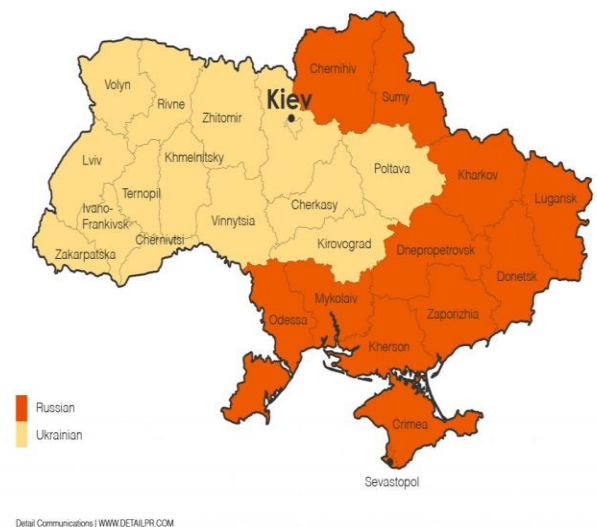 Chernihiv
Volyn
Rivne
Sumy
Kiev
Zhitomir
Lviv
Khmelnitsky
Poltava
Kharkov
Ternopil
Lugansk
Ivano-
Frankivsk
Cherkasy
Vinnytsia
Chernivtsi
Kirovograd
Zakarpatska
Dnepropetrovsk
Donetsk
Mykolaiv
Zaporizhia
Odessa
Kherson
Russian
Crimea
Ukrainian
Sevastopol
Detail Communications | WWW.DETAILPR.COM